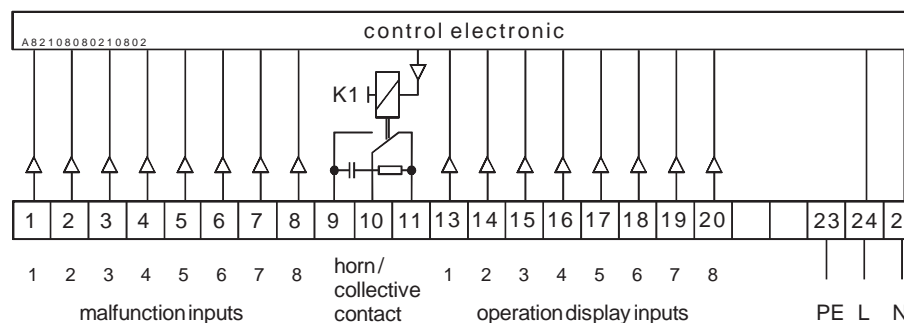 control electronic
A82108080210802
K1
1 2 3 4 5 6 7 8 9 10 11 13 14 15 16 17 18 19 20 23 24 2
1 2 3 4 5 6 7 8 horn/ 1 2 3 4 5 6 7 8
collective
malfunction inputs contact operation display inputs PE L N